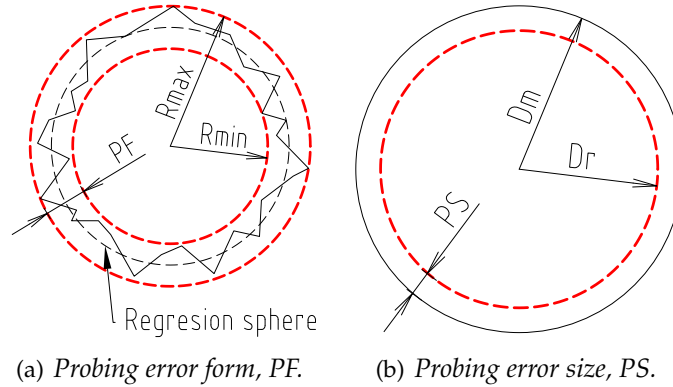 Rmax
Rmin
PF
Regresion sphere
(a) Probing error form, PF.
Dm
Dr
PS
(b) Probing error size, PS.